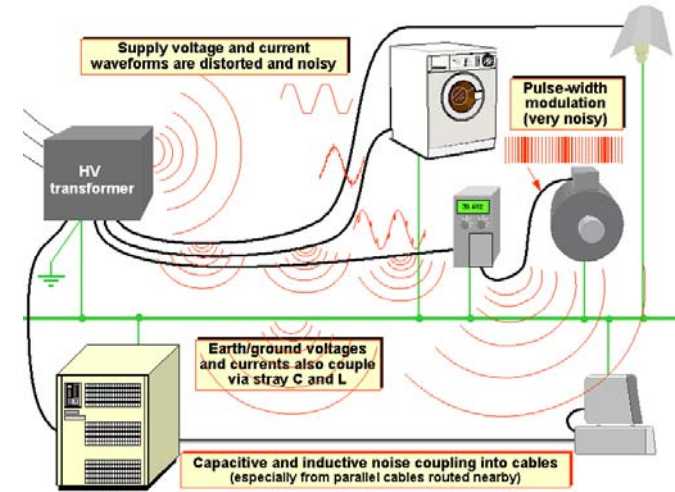 Supply voltage and current
waveforms are distorted and noisy
Pulse-width
modulation
(very noisy)
HV
transformer
Earth/ground voltages
and currents also couple
via stray C and L
Capacitive and inductive noise coupling into cables
(especially from parallel cables routed nearby)